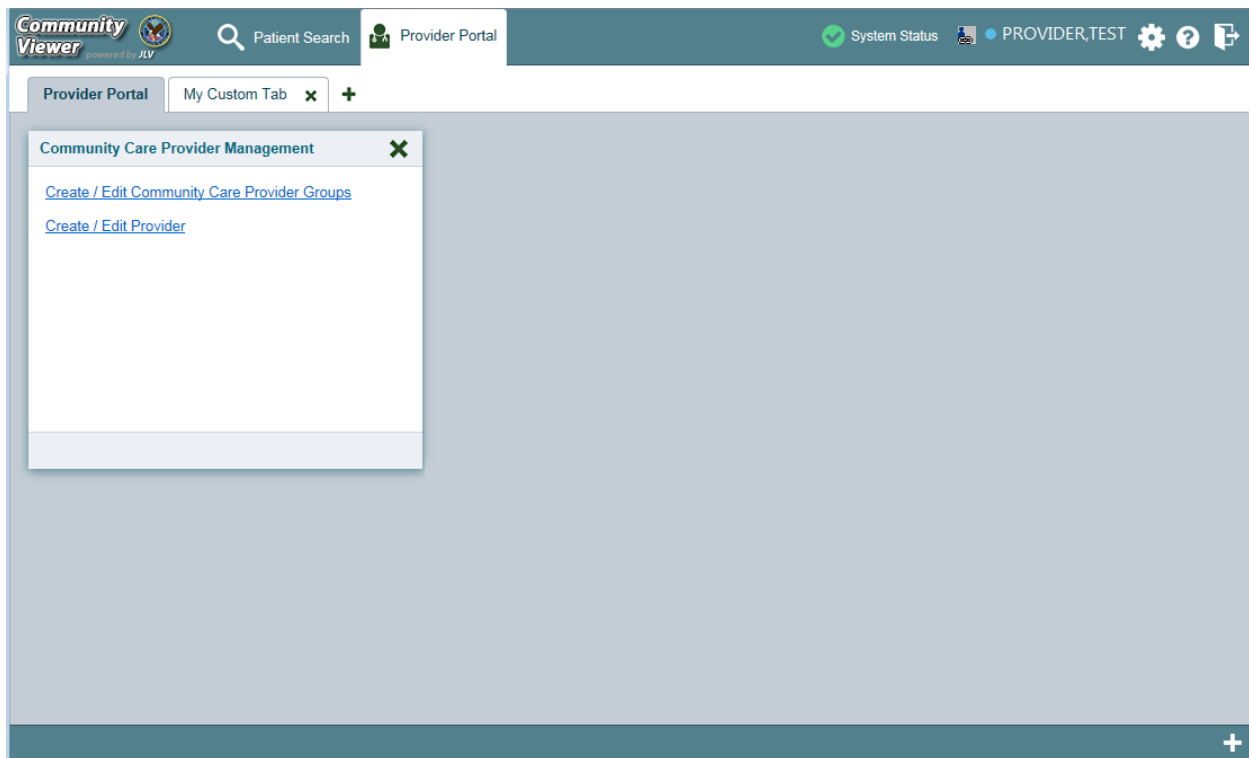 Community
Viewer powered by JLV
Patient Search
Provider Portal
System Status
PROVIDER,TEST
Provider Portal
My Custom Tab
Community Care Provider Management
Create / Edit Community Care Provider Groups
Create / Edit Provider